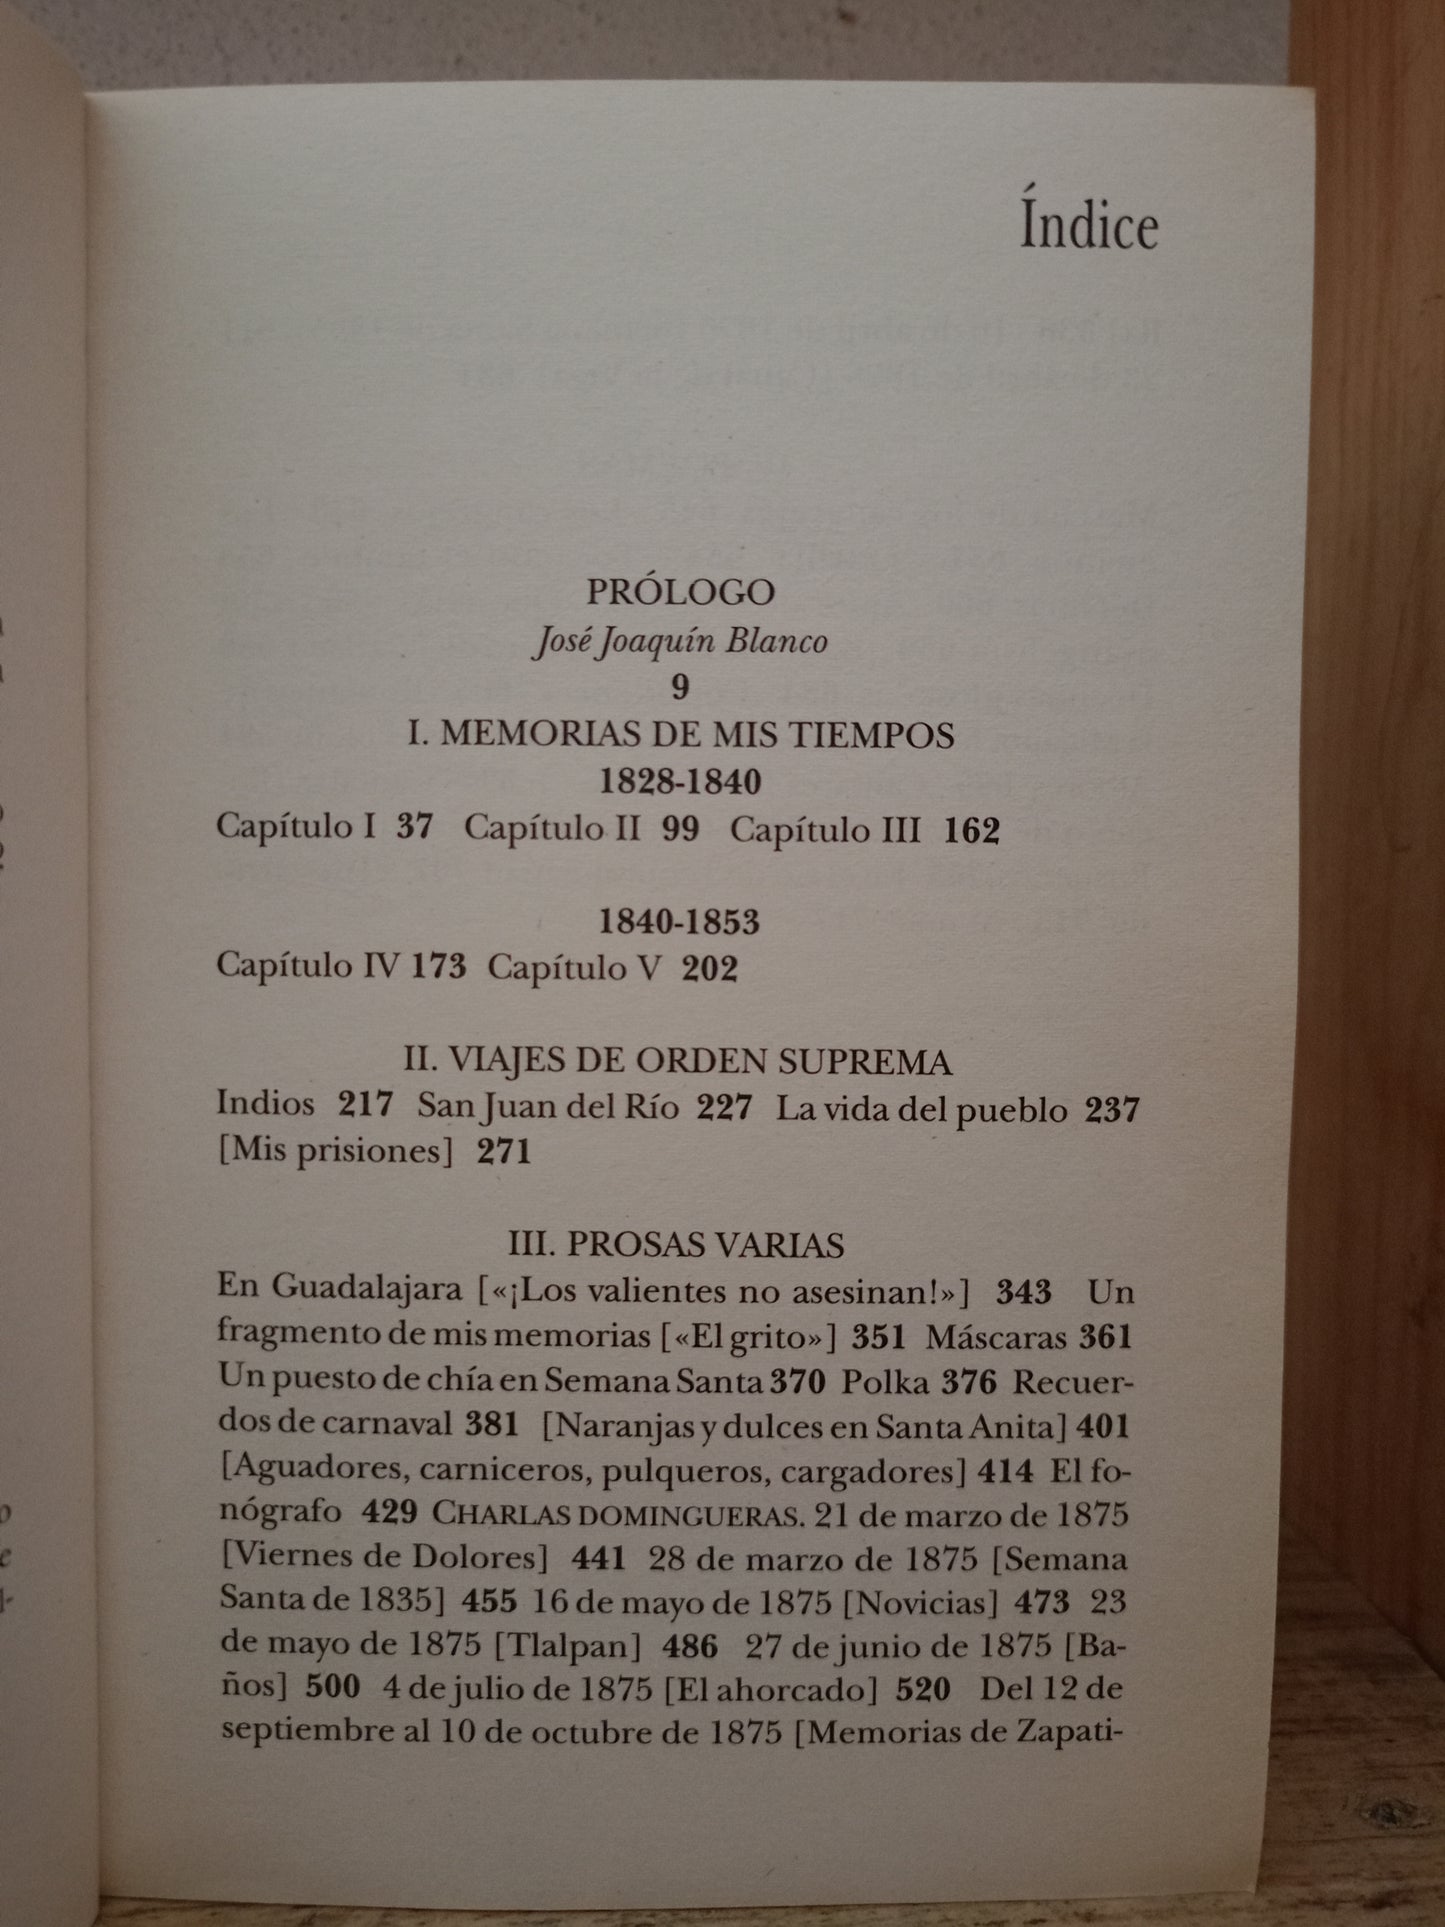 Índice
PRÓLOGO
José Joaquín Blanco
9
I. MEMORIAS DE MIS TIEMPOS
1828-1840
Capítulo I 37 Capítulo II 99 Capítulo III 162
1840-1853
Capítulo IV 173 Capítulo V 202
II. VIAJES DE ORDEN SUPREMA
Indios 217 San Juan del Río 227 La vida del pueblo 237
[Mis prisiones] 271
III. PROSAS VARIAS
En Guadalajara [«¡Los valientes no asesinan!»] 343 Un
fragmento de mis memorias [«El grito»] 351 Máscaras 361
Un puesto de chía en Semana Santa 370 Polka 376 Recuer-
dos de carnaval 381 [Naranjas y dulces en Santa Anita] 401
[Aguadores, carniceros, pulqueros, cargadores] 414 El fo-
nógrafo 429 CHARLAS DOMINGUERAS. 21 de marzo de 1875
[Viernes de Dolores] 441 28 de marzo de 1875 [Semana
Santa de 1835] 455 16 de mayo de 1875 [Novicias] 473 23
de mayo de 1875 [Tlalpan] 486 27 de junio de 1875 [Ba-
ños] 500 4 de julio de 1875 [El ahorcado] 520 Del 12 de
septiembre al 10 de octubre de 1875 [Memorias de Zapati-